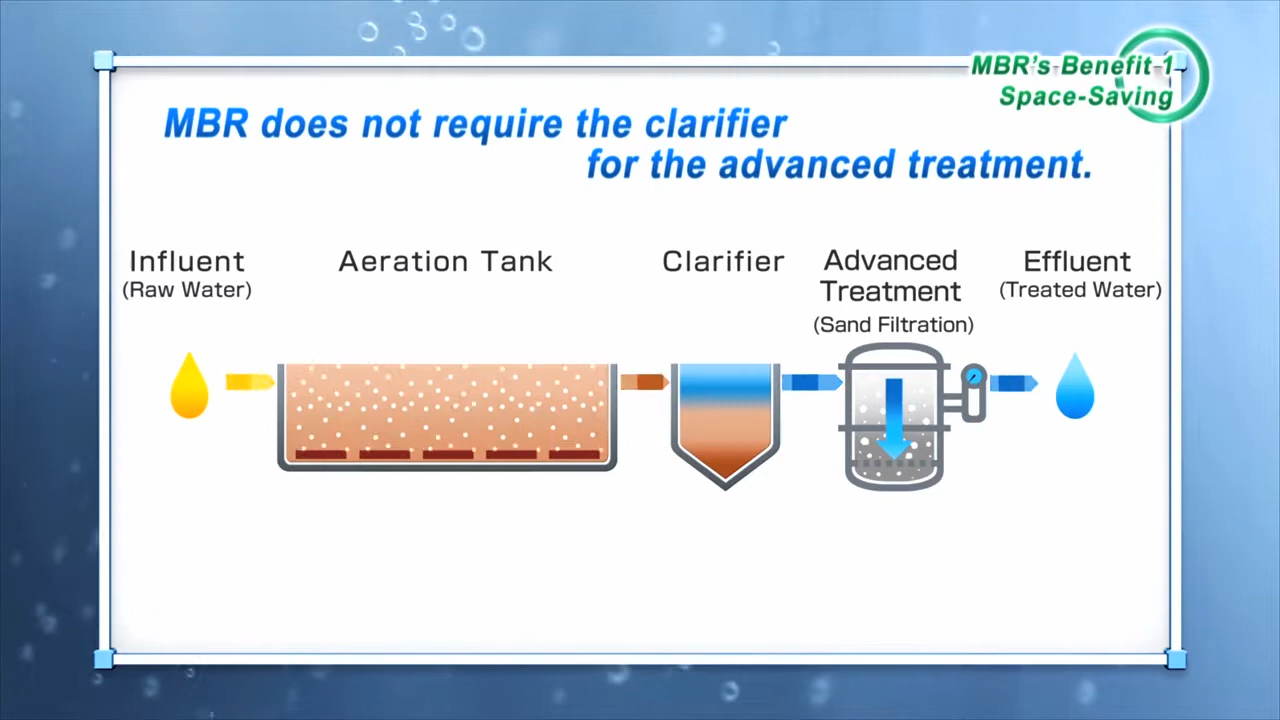 MBR's Benefit 1
Space-Saving
MBR does not require the clarifier
for the advanced treatment.
Influent
(Raw Water)
Aeration Tank
Clarifier
Advanced
Treatment
(Sand Filtration)
Effluent
(Treated Water)